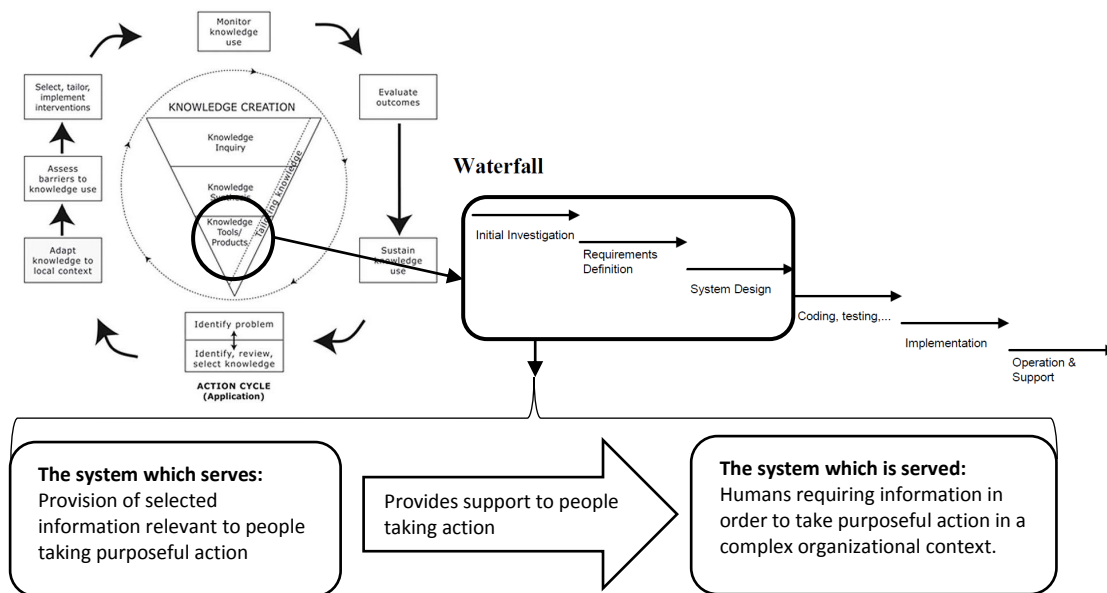 Monitor
knowledge
use
Select, tailor,
implement
interventions
Evaluate
outcomes
KNOWLEDGE CREATION
Knowledge
Inquiry
Assess
barriers to
knowledge use
Knowledge
Synthesis
Tailoring knowledge
Knowledge
Tools/
Products
Adapt
knowledge to
local context
Sustain
knowledge
use
Identify problem
Identify, review,
select knowledge
ACTION CYCLE
(Application)
Waterfall
Initial Investigation
Requirements
Definition
System Design
Coding, testing,...
Implementation
Operation &
Support
The system which serves:
Provision of selected
information relevant to people
taking purposeful action
Provides support to people
taking action
The system which is served:
Humans requiring information in
order to take purposeful action in a
complex organizational context.